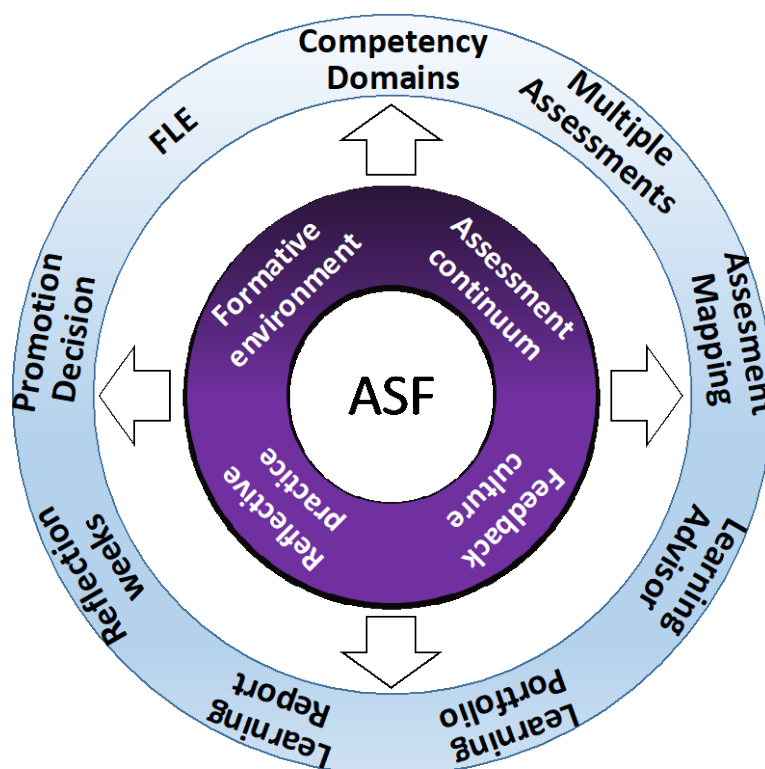 Competency
Domains
Multiple
Assessments
Assesment
Mapping
Learning
Advisor
Learning
Portfolio
Learning
Report
Reflection
weeks
Promotion
Decision
FLE
Formative
environment
Assessment
continuum
Feedback
culture
Reflective
practice
ASF